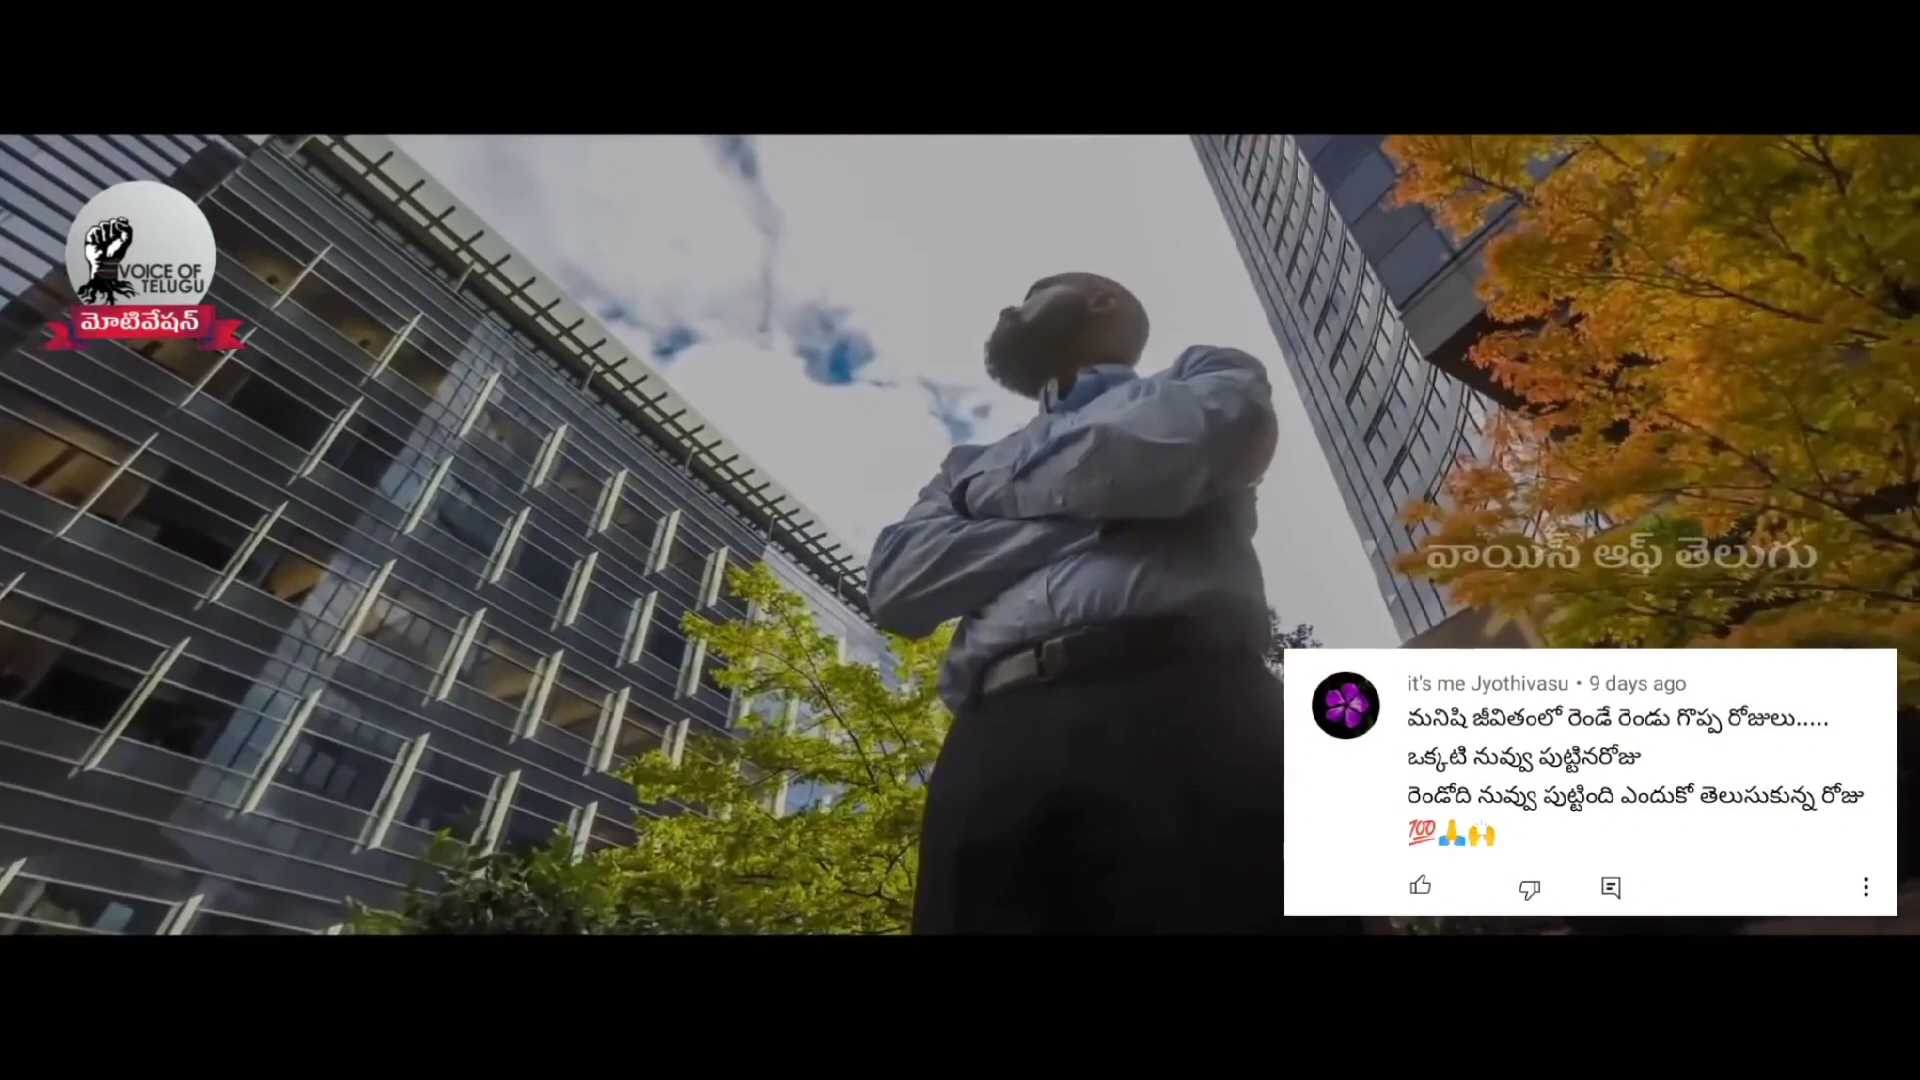 VOICE OF
TELUGU
మోటివేషన్
వాయిస్ ఆఫ్ తెలుగు
it's me Jyothivasu • 9 days ago
మనిషి జీవితంలో రెండే రెండు గొప్ప రోజులు.....
ఒక్కటి నువ్వు పుట్టినరోజు
రెండోది నువ్వు పుట్టింది ఎందుకో తెలుసుకున్న రోజు
💯🙏🙌